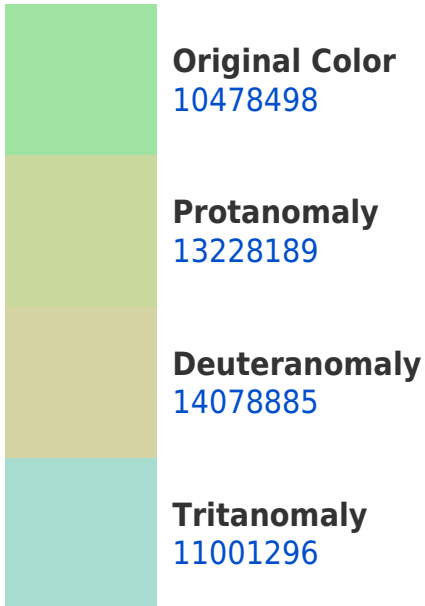 Original Color
10478498
Protanomaly
13228189
Deuteranomaly
14078885
Tritanomaly
11001296